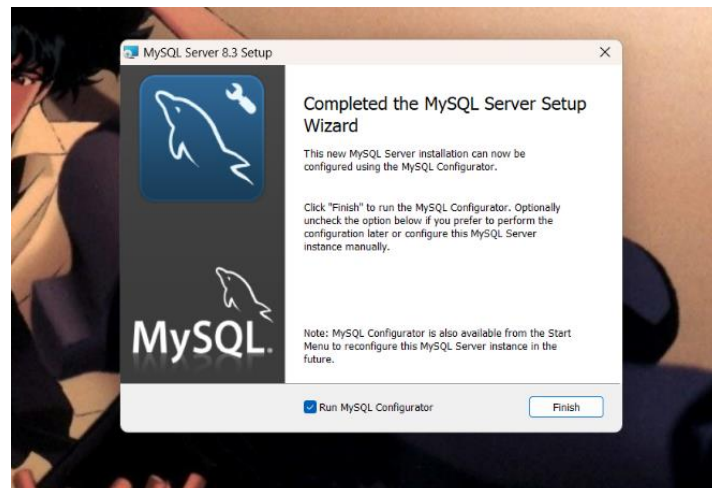 MySQL Server 8.3 Setup
Completed the MySQL Server Setup
Wizard
This new MySQL Server installation can now be
configured using the MySQL Configurator.
Click "Finish" to run the MySQL Configurator. Optionally
uncheck the option below if you prefer to perform the
configuration later or configure this MySQL Server
instance manually.
MySQL.
Note: MySQL Configurator is also available from the Start
Menu to reconfigure this MySQL Server instance in the
future.
Run MySQL Configurator
Finish